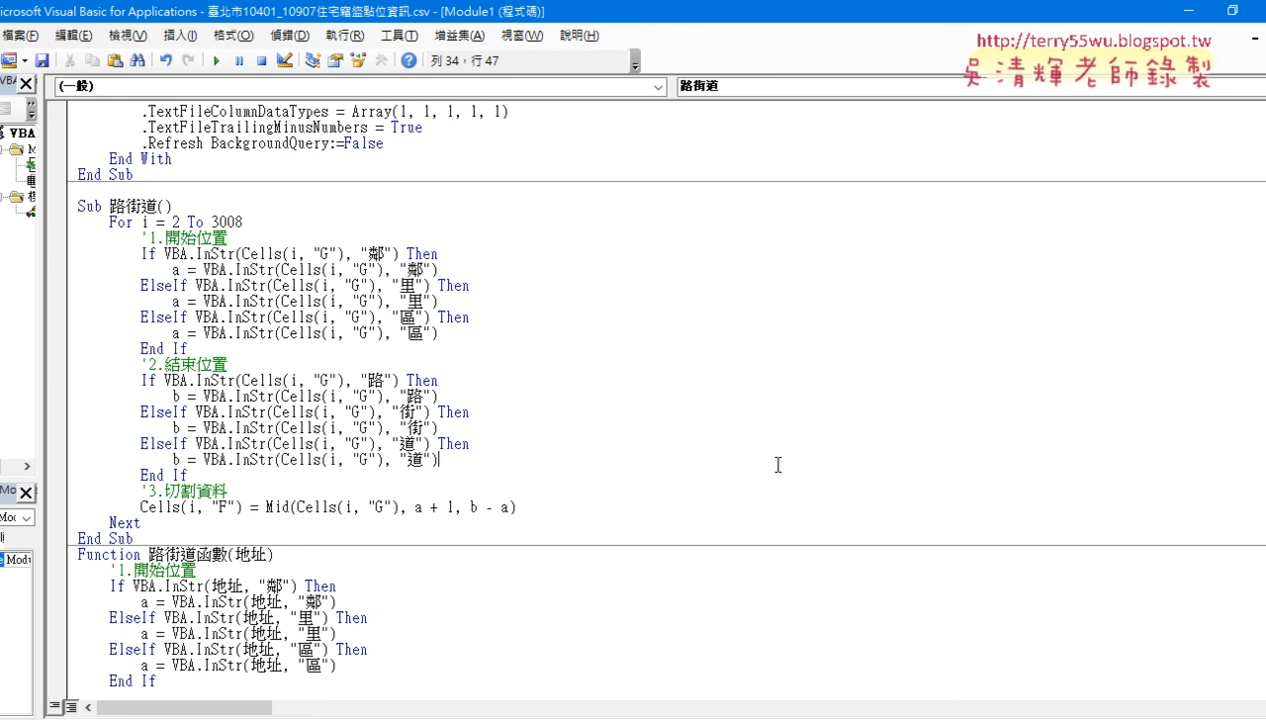 icrosoft Visual Basic for Applications - 臺北市10401_10907住宅竊盜點位資訊.csv - [Module1 (程式碼)]
檔案(F) 編輯(E) 檢視(V) 插入(I) 格式(O) 偵錯(D) 執行(R) 工具(T) 增益集(A) 視窗(W) 說明(H)
http://terry55wu.blogspot.tw
吳清輝老師錄製
列 34，行 47
(一般)
路街道
.TextFileColumnDataTypes = Array(1, 1, 1, 1, 1)
.TextFileTrailingMinusNumbers = True
.Refresh BackgroundQuery:=False
End With
End Sub
Sub 路街道()
For i = 2 To 3008
'1.開始位置
If VBA.InStr(Cells(i, "G"), "鄰") Then
a = VBA.InStr(Cells(i, "G"), "鄰")
ElseIf VBA.InStr(Cells(i, "G"), "里") Then
a = VBA.InStr(Cells(i, "G"), "里")
ElseIf VBA.InStr(Cells(i, "G"), "區") Then
a = VBA.InStr(Cells(i, "G"), "區")
End If
'2.結束位置
If VBA.InStr(Cells(i, "G"), "路") Then
b = VBA.InStr(Cells(i, "G"), "路")
ElseIf VBA.InStr(Cells(i, "G"), "街") Then
b = VBA.InStr(Cells(i, "G"), "街")
ElseIf VBA.InStr(Cells(i, "G"), "道") Then
b = VBA.InStr(Cells(i, "G"), "道")
End If
'3.切割資料
Cells(i, "F") = Mid(Cells(i, "G"), a + 1, b - a)
Next
End Sub
Function 路街道函數(地址)
'1.開始位置
If VBA.InStr(地址, "鄰") Then
a = VBA.InStr(地址, "鄰")
ElseIf VBA.InStr(地址, "里") Then
a = VBA.InStr(地址, "里")
ElseIf VBA.InStr(地址, "區") Then
a = VBA.InStr(地址, "區")
End If